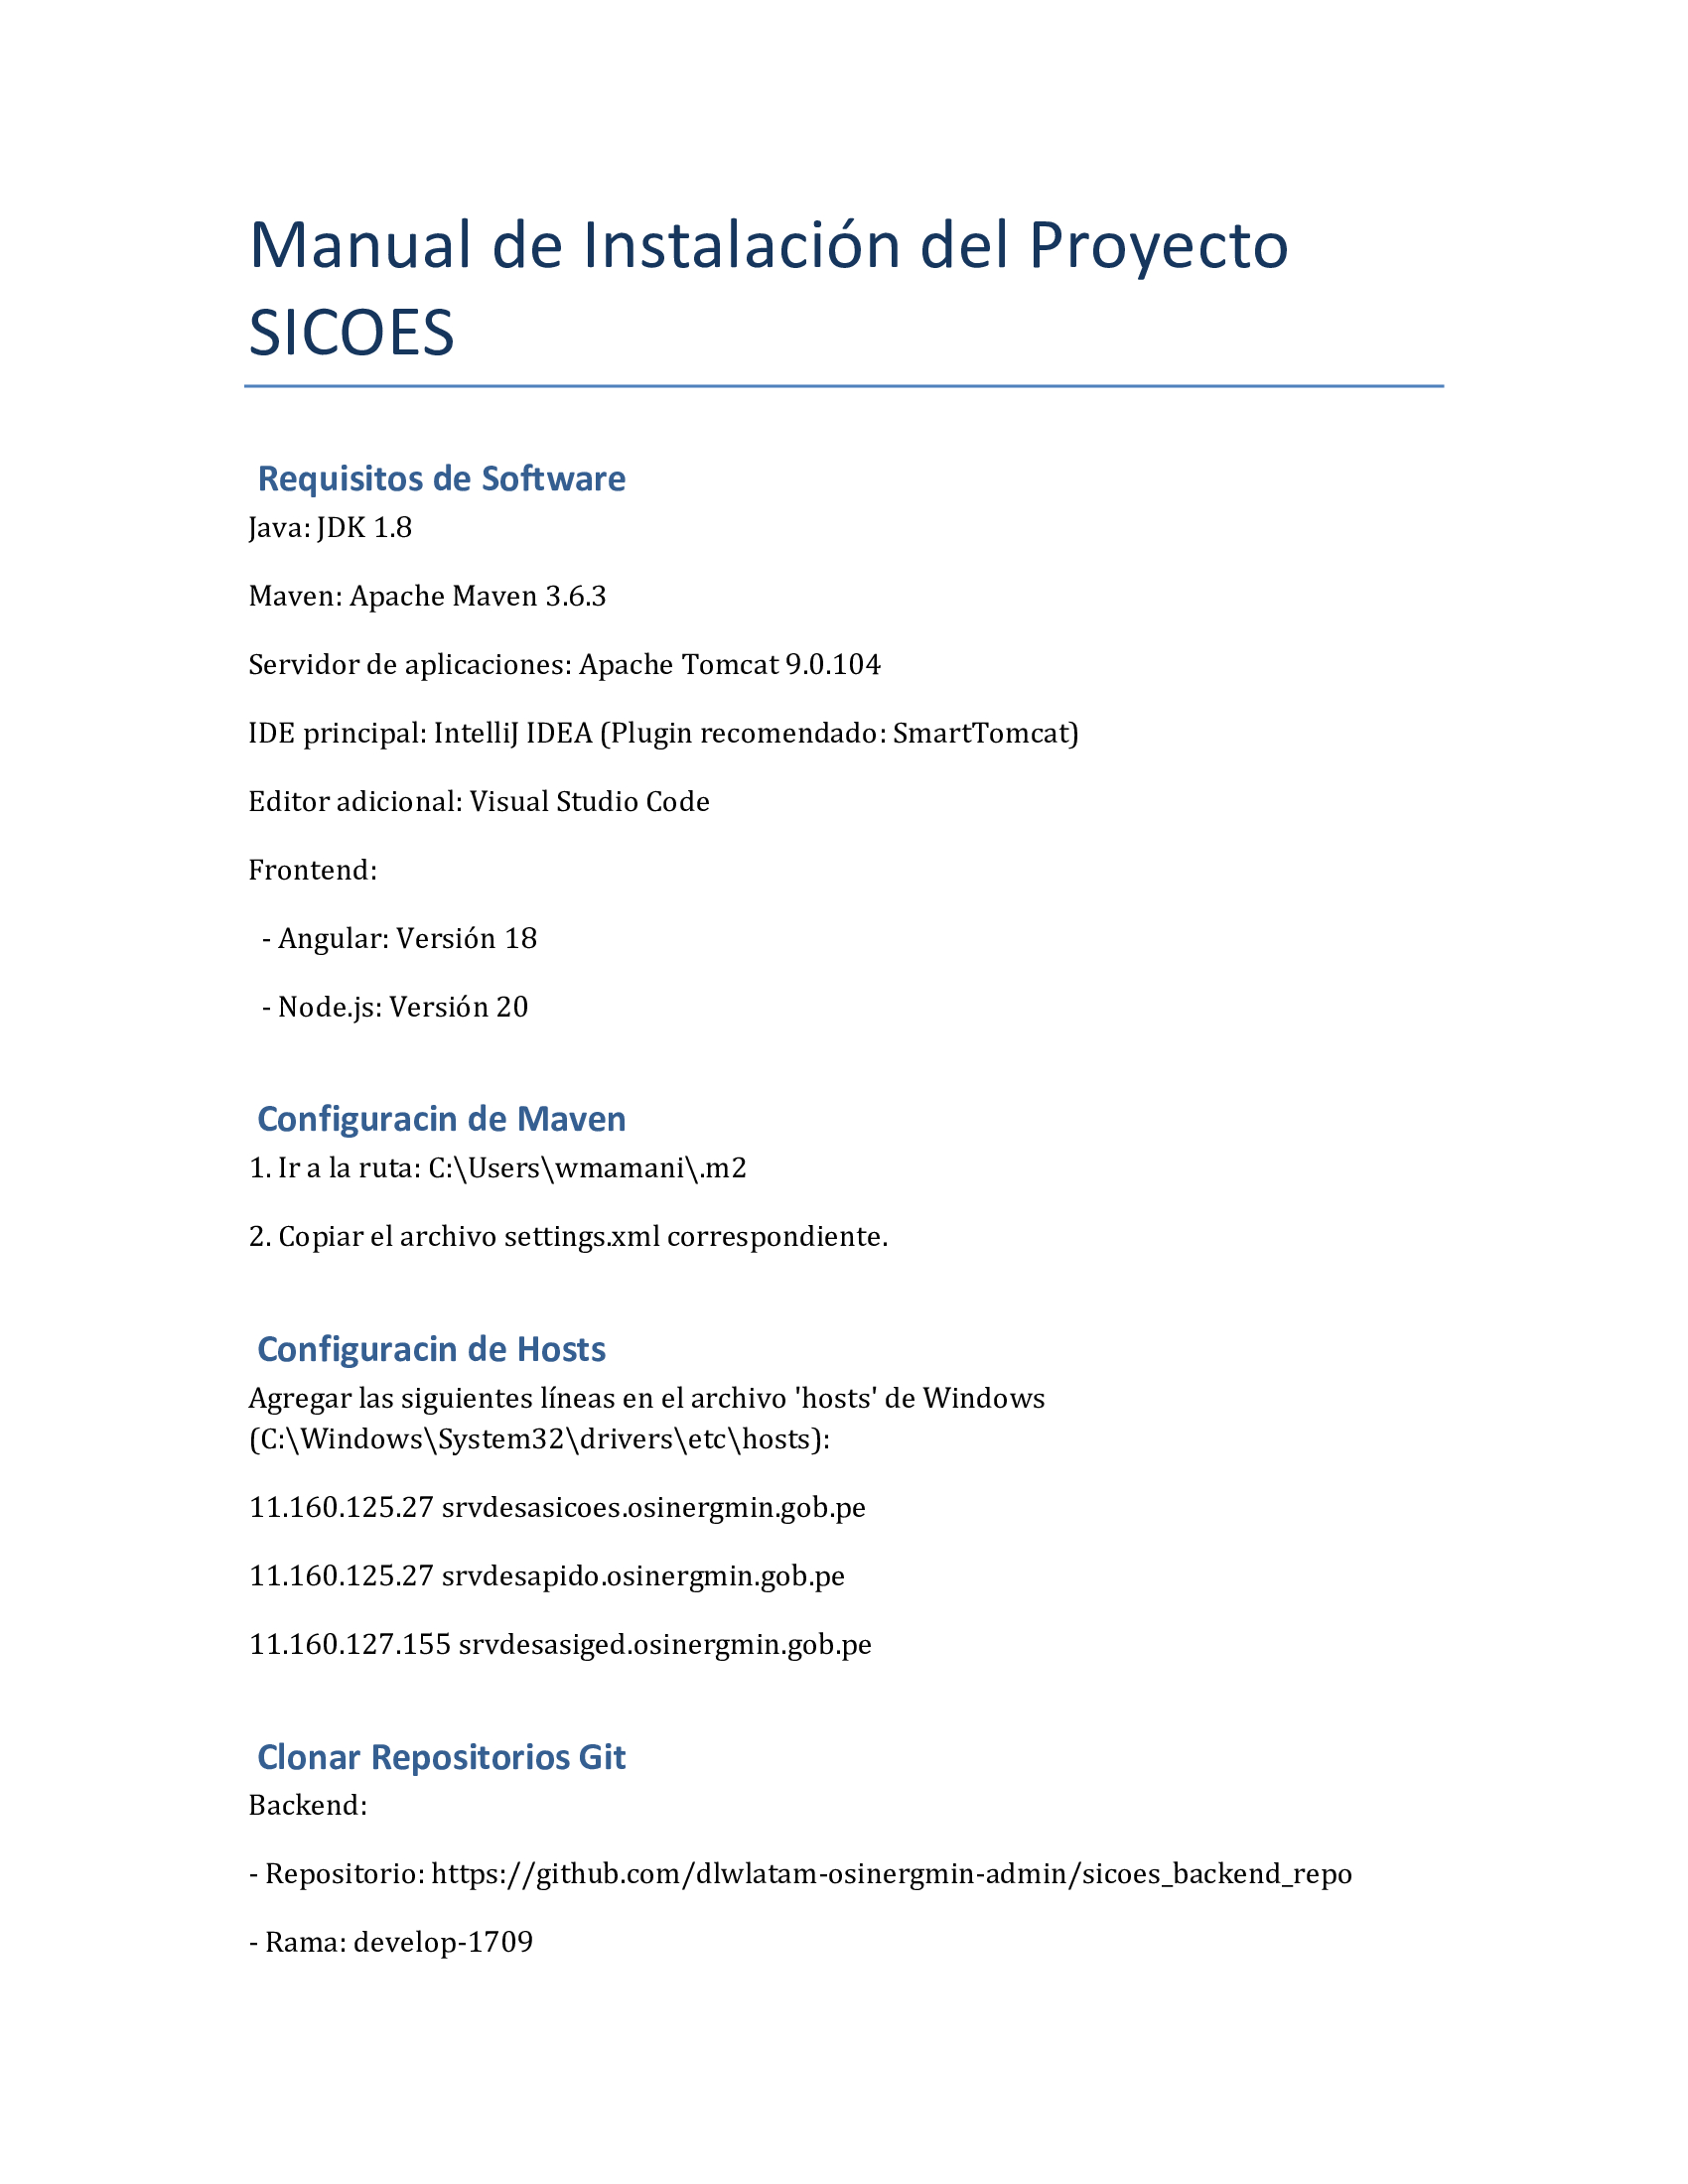 Manual de Instalación del Proyecto
SICOES
Requisitos de Software
Java: JDK 1.8
Maven: Apache Maven 3.6.3
Servidor de aplicaciones: Apache Tomcat 9.0.104
IDE principal: IntelliJ IDEA (Plugin recomendado: SmartTomcat)
Editor adicional: Visual Studio Code
Frontend:
- Angular: Versión 18
- Node.js: Versión 20
Configuracin de Maven
1. Ir a la ruta: C:\Users\wmamani\.m2
2. Copiar el archivo settings.xml correspondiente.
Configuracin de Hosts
Agregar las siguientes líneas en el archivo 'hosts' de Windows
(C:\Windows\System32\drivers\etc\hosts):
11.160.125.27 srvdesasicoes.osinergmin.gob.pe
11.160.125.27 srvdesapido.osinergmin.gob.pe
11.160.127.155 srvdesasiged.osinergmin.gob.pe
Clonar Repositorios Git
Backend:
- Repositorio: https://github.com/dlwlatam-osinergmin-admin/sicoes_backend_repo
- Rama: develop-1709